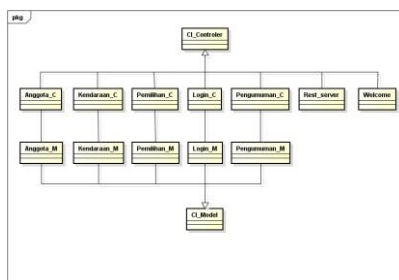 pkg
CI_Controler
Anggota_C Kendaraan_C Pemilihan_C Login_C Pengumuman_C Rest_server Welcome
Anggota_M Kendaraan_M Pemilihan_M Login_M Pengumuman_M
CI_Model